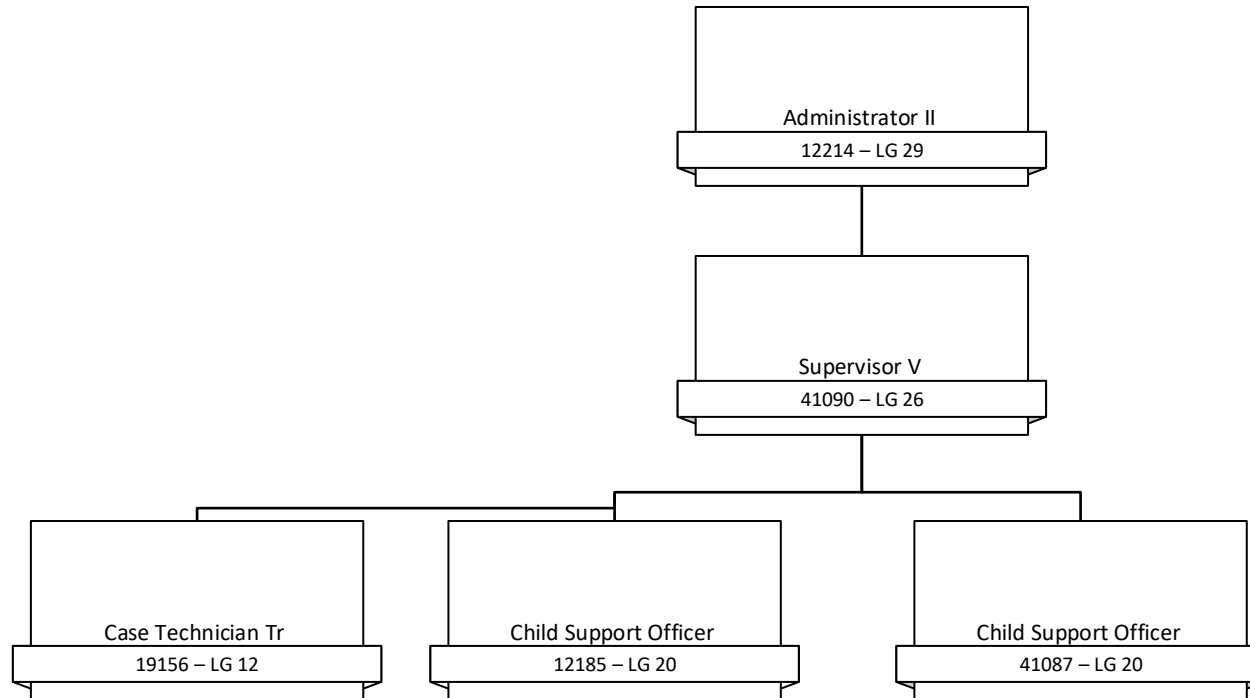 Administrator II
12214 – LG 29
Supervisor V
41090 – LG 26
Case Technician Tr
19156 – LG 12
Child Support Officer
12185 – LG 20
Child Support Officer
41087 – LG 20